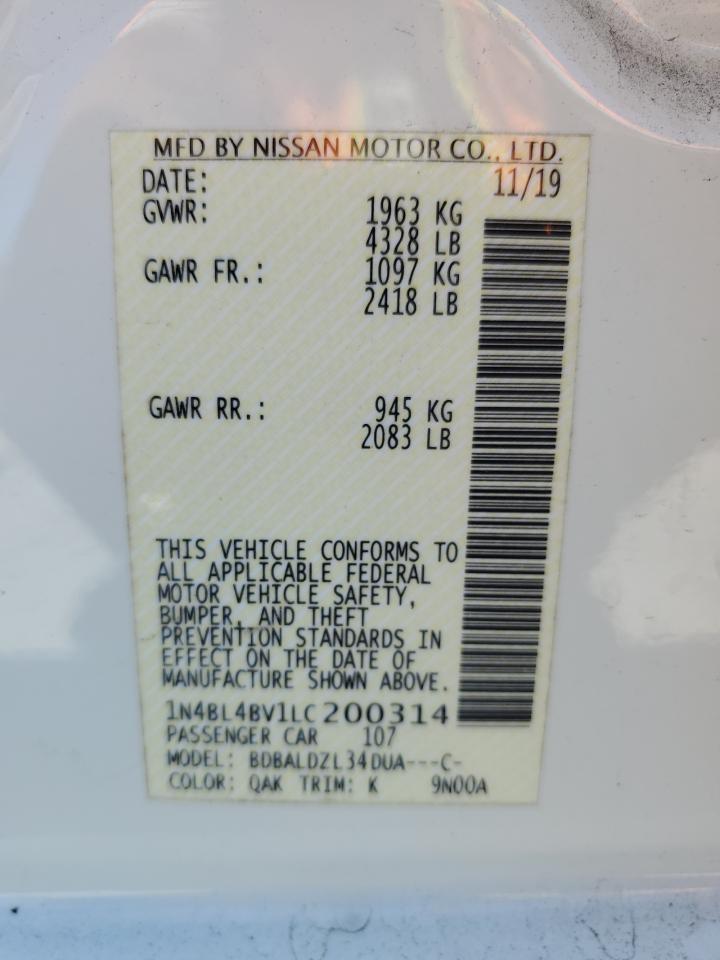 MFD BY NISSAN MOTOR CO., LTD.
DATE: 11/19
GVWR: 1963 KG
4328 LB
GAWR FR.: 1097 KG
2418 LB
GAWR RR.: 945 KG
2083 LB
THIS VEHICLE CONFORMS TO
ALL APPLICABLE FEDERAL
MOTOR VEHICLE SAFETY,
BUMPER, AND THEFT
PREVENTION STANDARDS IN
EFFECT ON THE DATE OF
MANUFACTURE SHOWN ABOVE.
1N4BL4BV1LC200314
PASSENGER CAR 107
MODEL: BDBALDZL34DUA---C-
COLOR: QAK TRIM: K 9N00A